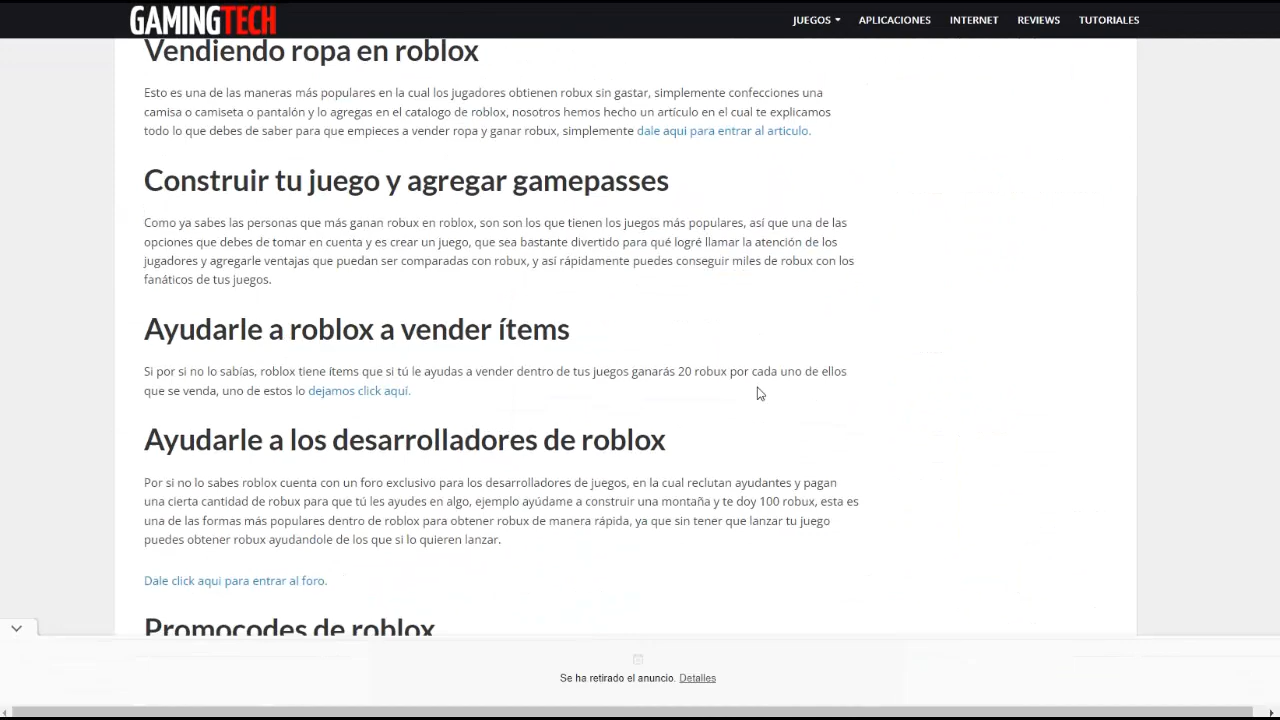 GAMINGTECH
JUEGOS
APLICACIONES
INTERNET
REVIEWS
TUTORIALES
Vendiendo ropa en roblox
Esto es una de las maneras más populares en la cual los jugadores obtienen robux sin gastar, simplemente confecciones una
camisa o camiseta o pantalón y lo agregas en el catalogo de roblox, nosotros hemos hecho un artículo en el cual te explicamos
todo lo que debes de saber para que empieces a vender ropa y ganar robux, simplemente dale aqui para entrar al articulo.
Construir tu juego y agregar gamepasses
Como ya sabes las personas que más ganan robux en roblox, son son los que tienen los juegos más populares, así que una de las
opciones que debes de tomar en cuenta y es crear un juego, que sea bastante divertido para qué logré llamar la atención de los
jugadores y agregarle ventajas que puedan ser comparadas con robux, y así rápidamente puedes conseguir miles de robux con los
fanáticos de tus juegos.
Ayudarle a roblox a vender ítems
Si por si no lo sabías, roblox tiene ítems que si tú le ayudas a vender dentro de tus juegos ganarás 20 robux por cada uno de ellos
que se venda, uno de estos lo dejamos click aquí.
Ayudarle a los desarrolladores de roblox
Por si no lo sabes roblox cuenta con un foro exclusivo para los desarrolladores de juegos, en la cual reclutan ayudantes y pagan
una cierta cantidad de robux para que tú les ayudes en algo, ejemplo ayúdame a construir una montaña y te doy 100 robux, esta es
una de las formas más populares dentro de roblox para obtener robux de manera rápida, ya que sin tener que lanzar tu juego
puedes obtener robux ayudandole de los que si lo quieren lanzar.
Dale click aqui para entrar al foro.
Promocodes de roblox
Se ha retirado el anuncio. Detalles